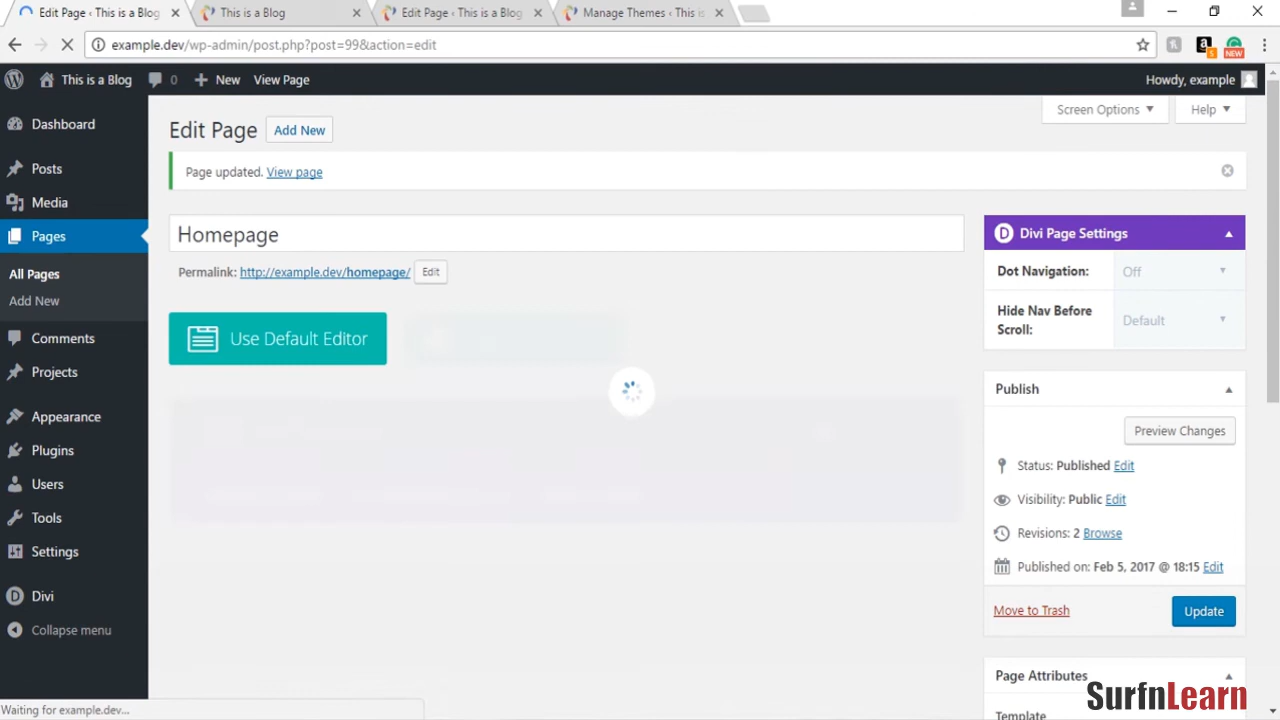 Edit Page ‹ This is a Blog
This is a Blog
Edit Page ‹ This is a Blog
Manage Themes ‹ This is
example.dev/wp-admin/post.php?post=99&action=edit
5
NEW
This is a Blog
0
New
View Page
Howdy, example
Screen Options
Help
Dashboard
Posts
Media
Pages
All Pages
Add New
Comments
Projects
Appearance
Plugins
Users
Tools
Settings
Divi
Collapse menu
Edit Page
Add New
Page updated. View page
Homepage
Permalink: http://example.dev/homepage/
Edit
Use Default Editor
D
Divi Page Settings
Dot Navigation:
Off
Hide Nav Before
Scroll:
Default
Publish
Preview Changes
Status: Published Edit
Visibility: Public Edit
Revisions: 2 Browse
Published on: Feb 5, 2017 @ 18:15 Edit
Move to Trash
Update
Page Attributes
Template
SurfnLearn
Waiting for example.dev...